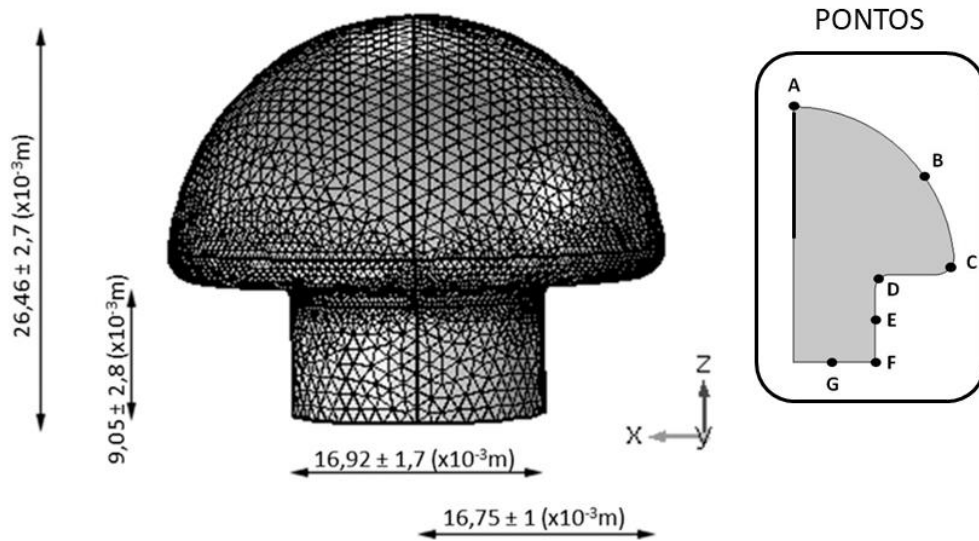 PONTOS
A
B
C
D
E
F
G
26,46 ± 2,7 (x10⁻³m)
9,05 ± 2,8 (x10⁻³m)
16,92 ± 1,7 (x10⁻³m)
16,75 ± 1 (x10⁻³m)
Z
X
y